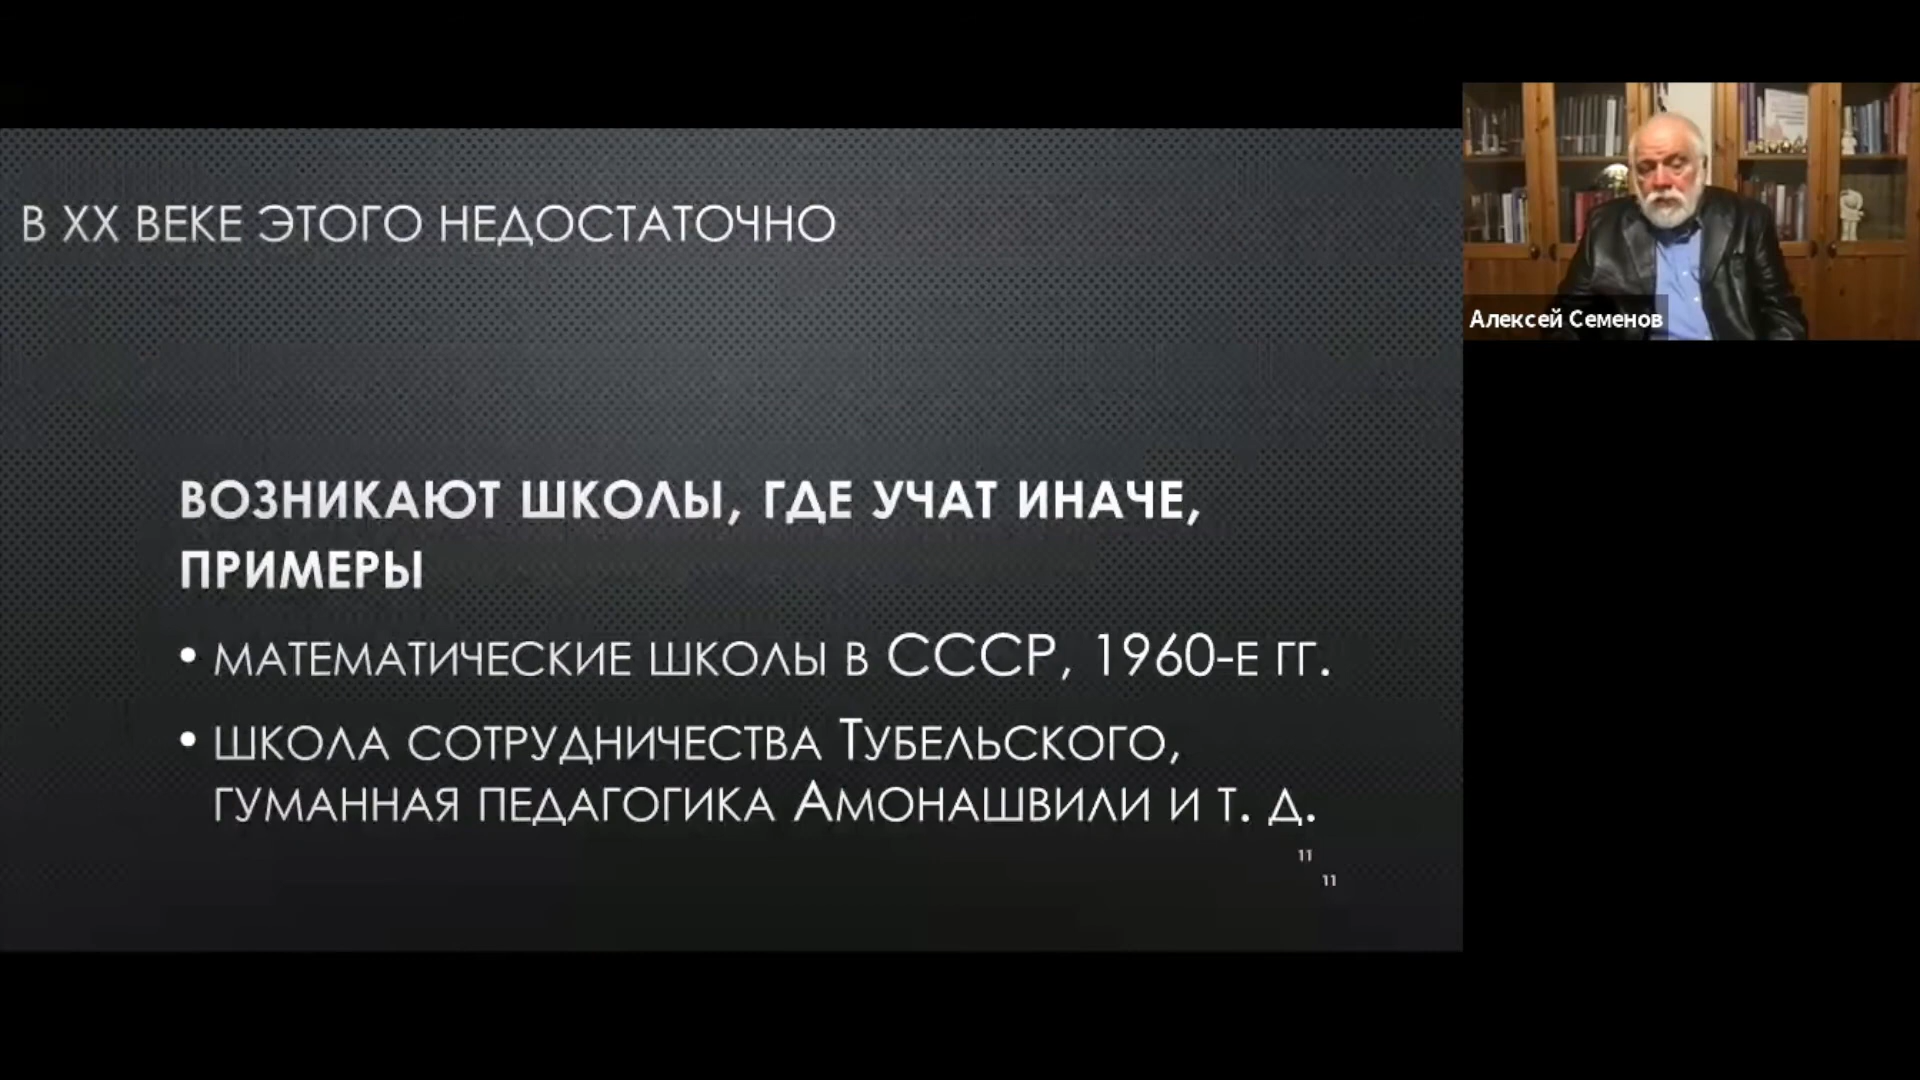 В XX ВЕКЕ ЭТОГО НЕДОСТАТОЧНО
ВОЗНИКАЮТ ШКОЛЫ, ГДЕ УЧАТ ИНАЧЕ,
ПРИМЕРЫ
• МАТЕМАТИЧЕСКИЕ ШКОЛЫ В СССР, 1960-Е ГГ.
• ШКОЛА СОТРУДНИЧЕСТВА ТУБЕЛЬСКОГО,
ГУМАННАЯ ПЕДАГОГИКА АМОНАШВИЛИ И Т. Д.
11
11
Алексей Семенов